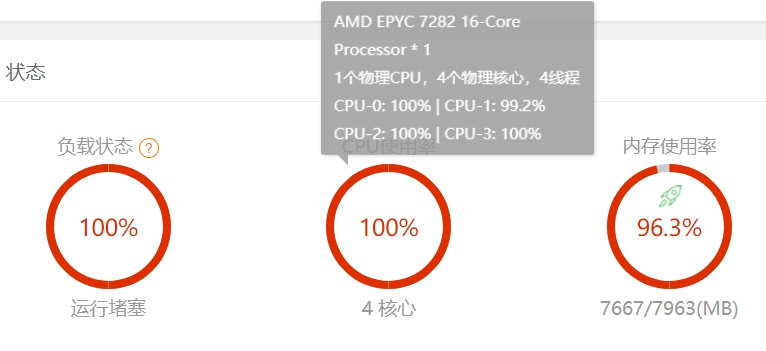 AMD EPYC 7282 16-Core
Processor * 1
1个物理CPU，4个物理核心，4线程
CPU-0: 100% | CPU-1: 99.2%
CPU-2: 100% | CPU-3: 100%
状态
负载状态 ?
CPU使用率
内存使用率
100%
100%
96.3%
运行堵塞
4 核心
7667/7963(MB)